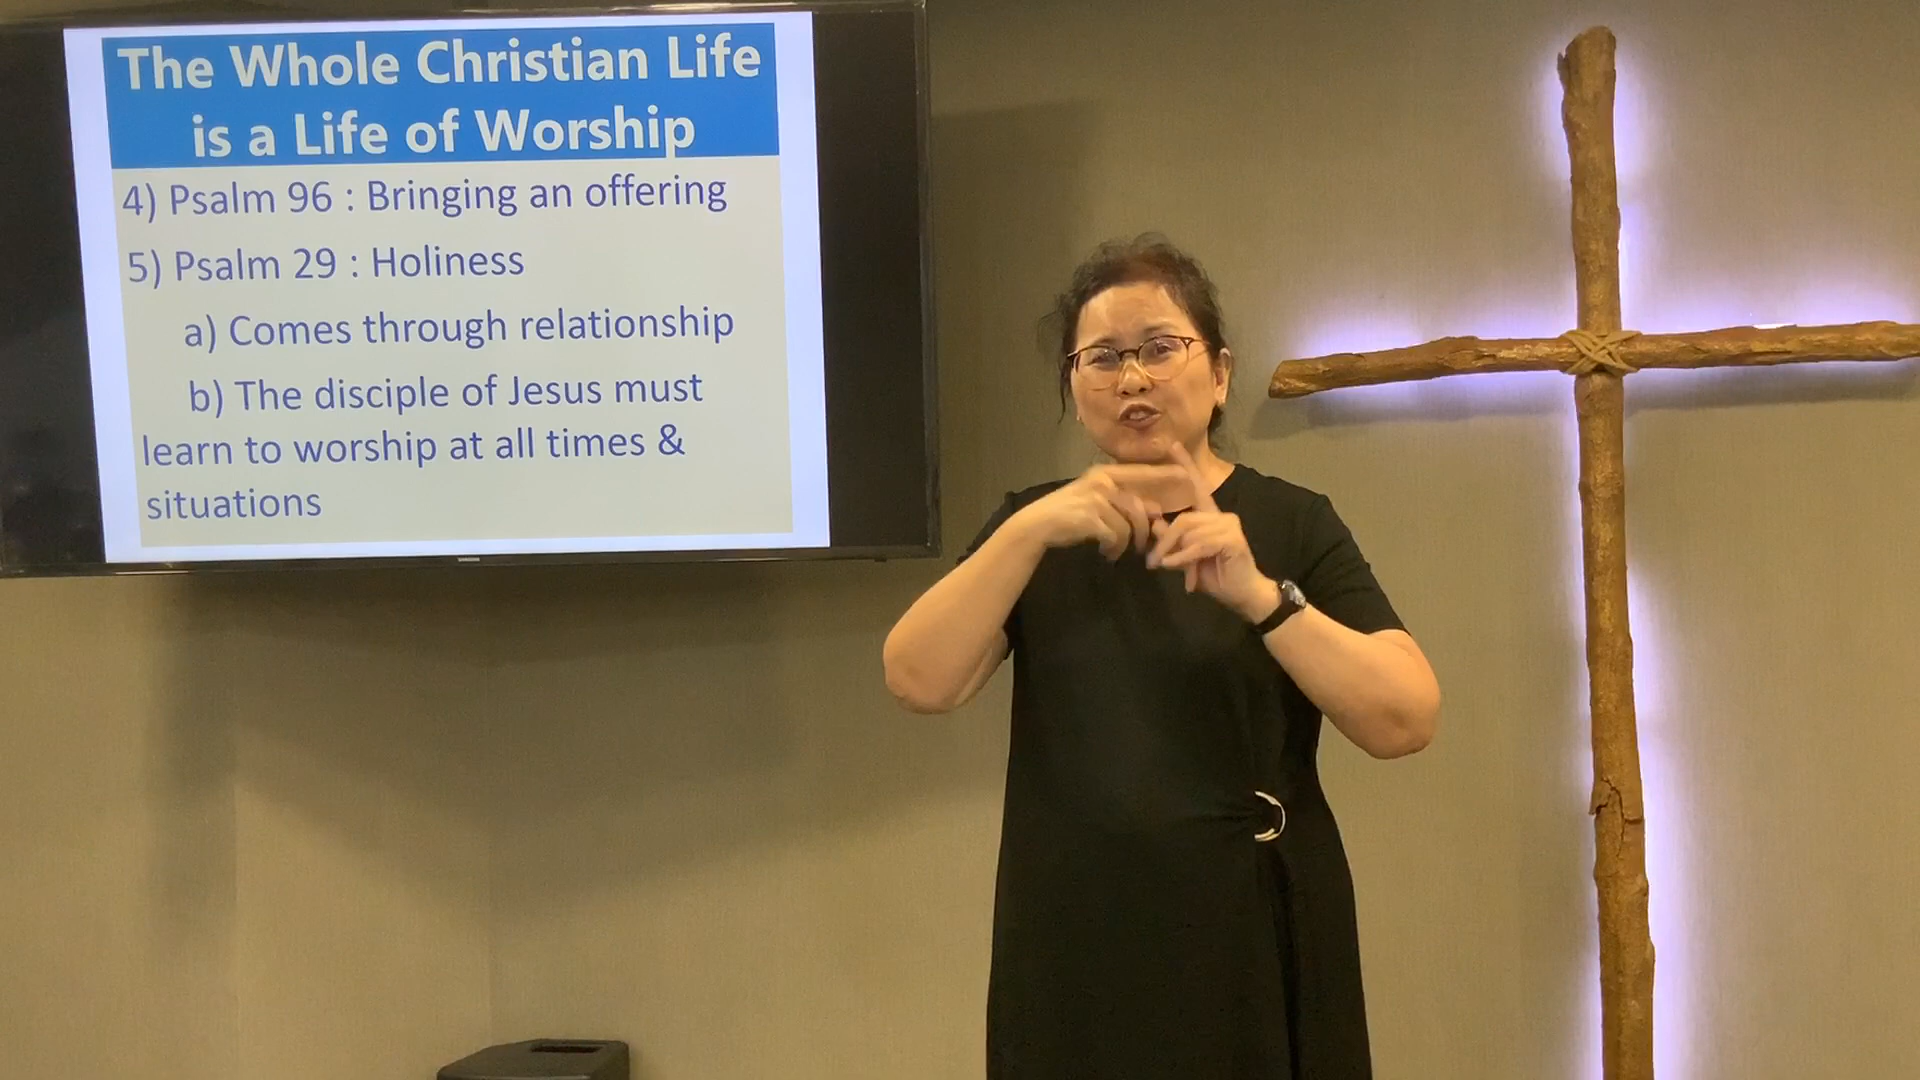 The Whole Christian Life
is a Life of Worship
4) Psalm 96 : Bringing an offering
5) Psalm 29 : Holiness
a) Comes through relationship
b) The disciple of Jesus must
learn to worship at all times &
situations